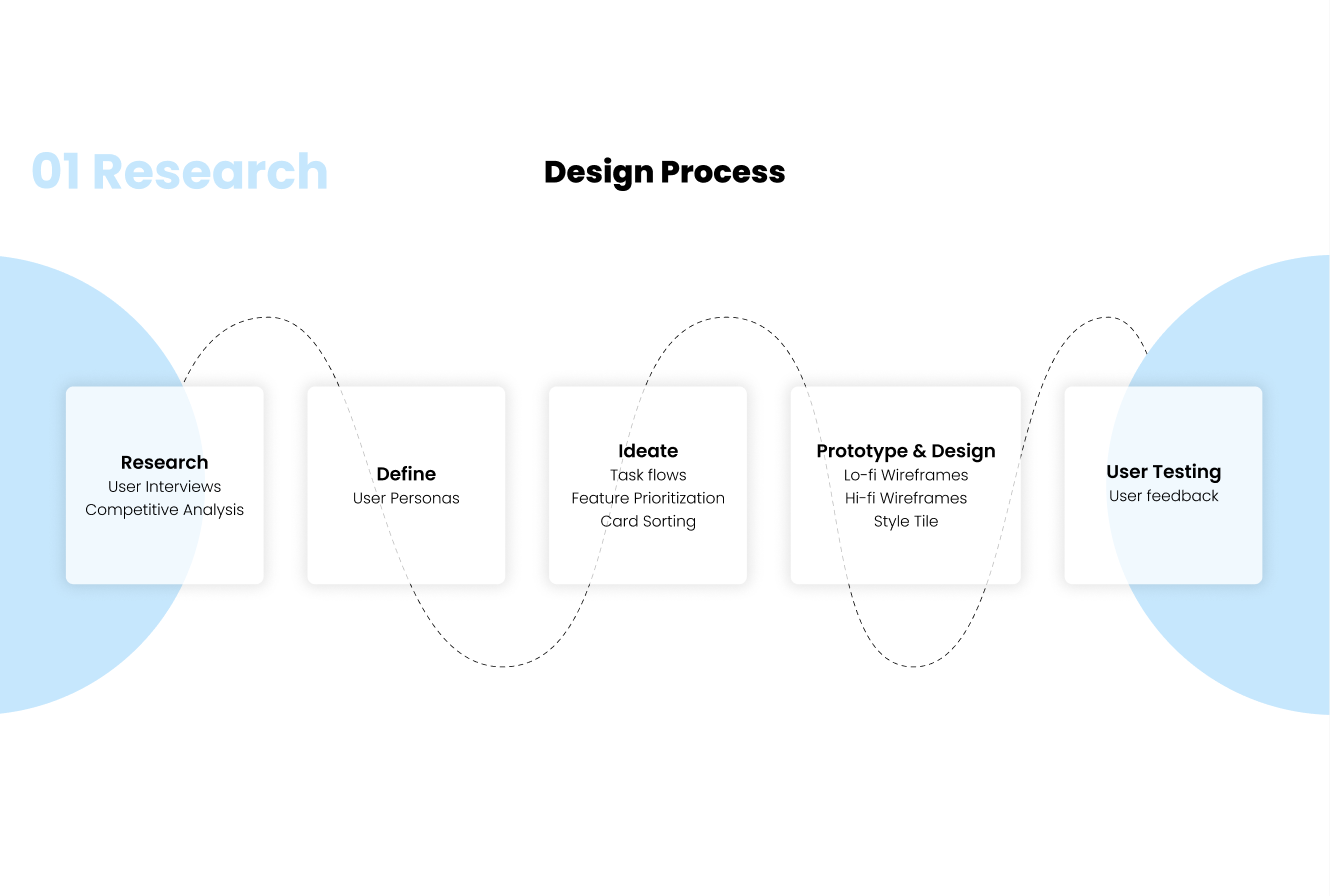 01 Research
Design Process
Research
User Interviews
Competitive Analysis
Define
User Personas
Ideate
Task flows
Feature Prioritization
Card Sorting
Prototype & Design
Lo-fi Wireframes
Hi-fi Wireframes
Style Tile
User Testing
User feedback